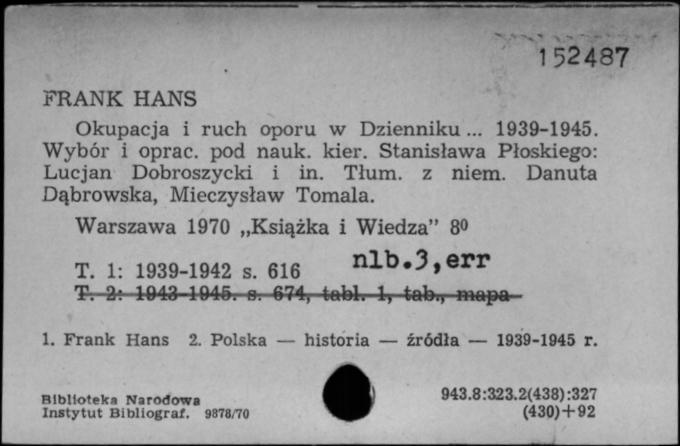 152487
FRANK HANS
Okupacja i ruch oporu w Dzienniku ... 1939-1945.
Wybór i oprac. pod nauk. kier. Stanisława Płoskiego:
Lucjan Dobroszycki i in. Tłum. z niem. Danuta
Dąbrowska, Mieczysław Tomala.
Warszawa 1970 „Książka i Wiedza” 8⁰
T. 1: 1939-1942 s. 616 nlb.3,err
T. 2: 1943-1945. s. 674, tabl. 1, tab., mapa
1. Frank Hans 2. Polska — historia — źródła — 1939-1945 r.
Biblioteka Narodowa 943.8:323.2(438):327
Instytut Bibliograf. 9878/70 (430)+92